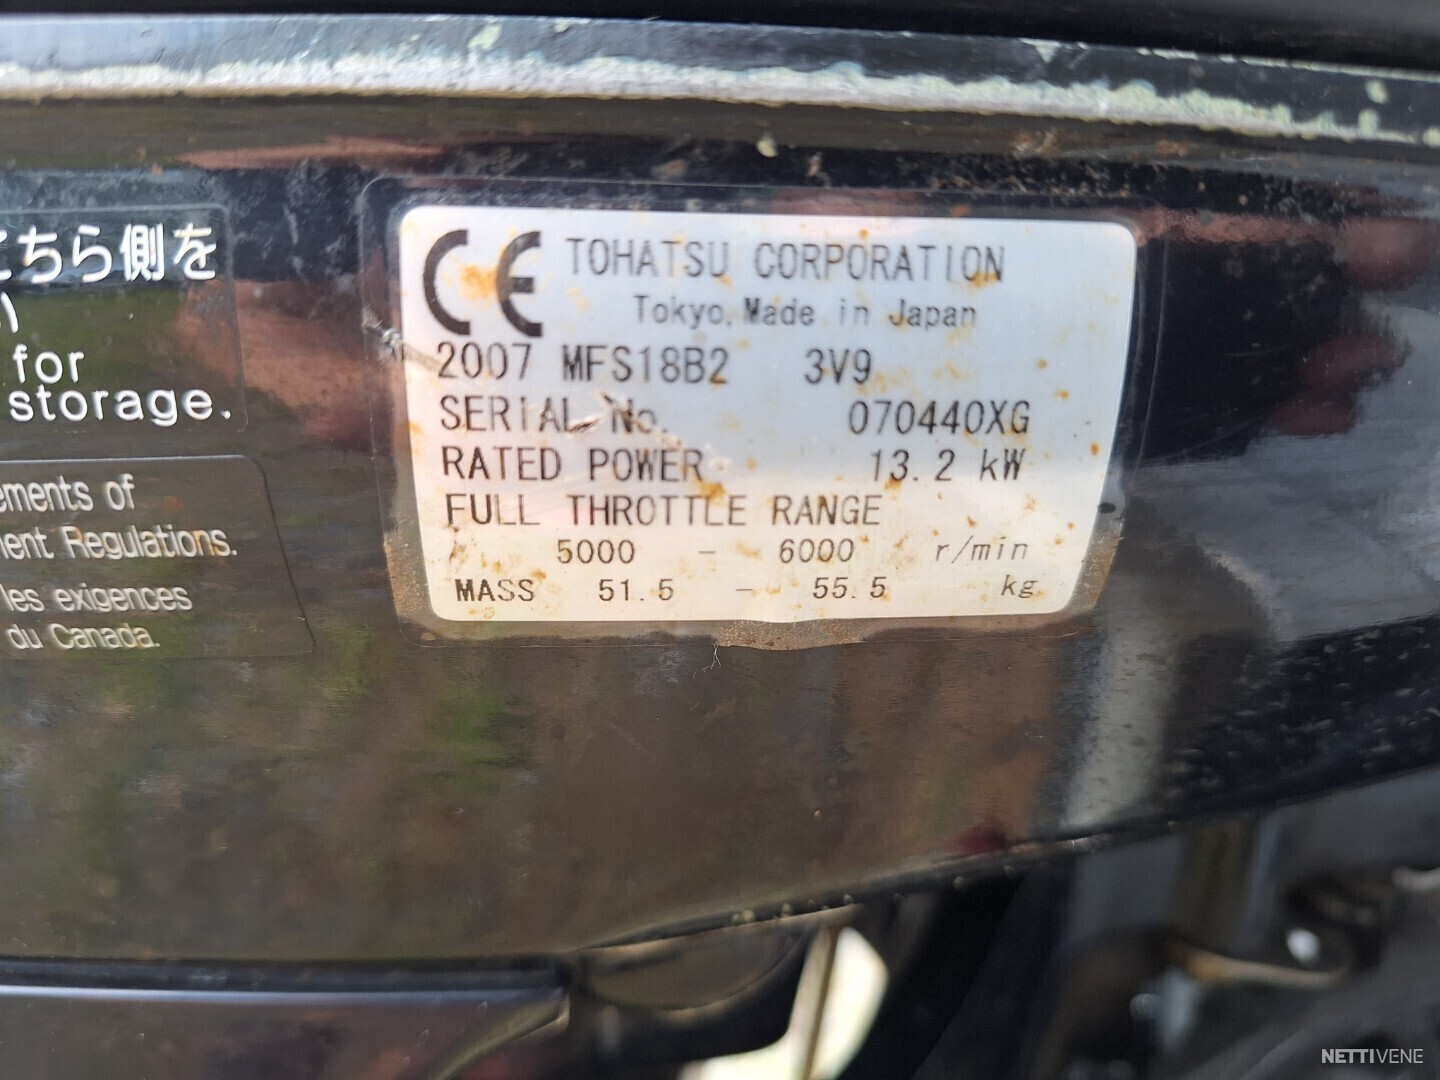 こちら側を
for
storage.
ements of
ent Regulations.
les exigences
du Canada.
CE TOHATSU CORPORATION
Tokyo, Made in Japan
2007 MFS18B2 3V9
SERIAL No. 070440XG
RATED POWER 13.2 kW
FULL THROTTLE RANGE
5000 - 6000 r/min
MASS 51.5 - 55.5 kg
NETTIVENE